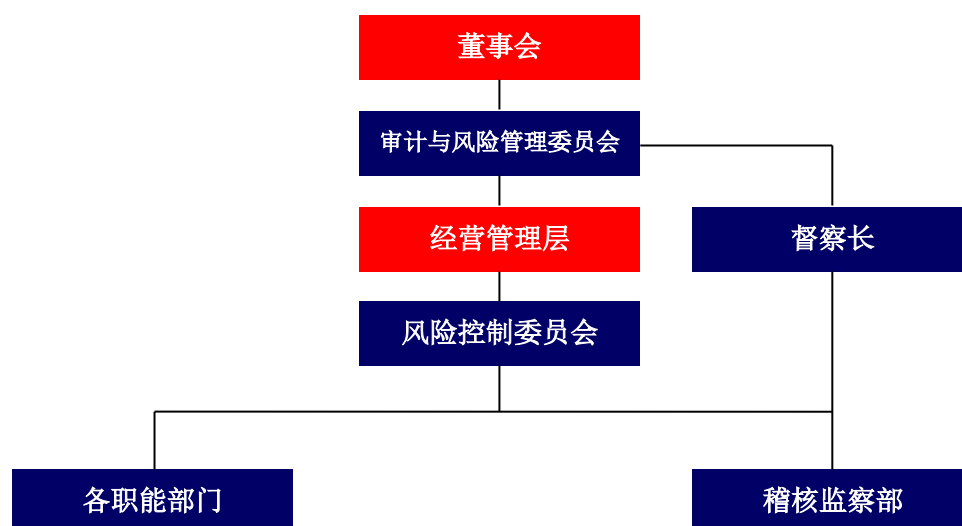 董事会
审计与风险管理委员会
经营管理层
督察长
风险控制委员会
各职能部门
稽核监察部